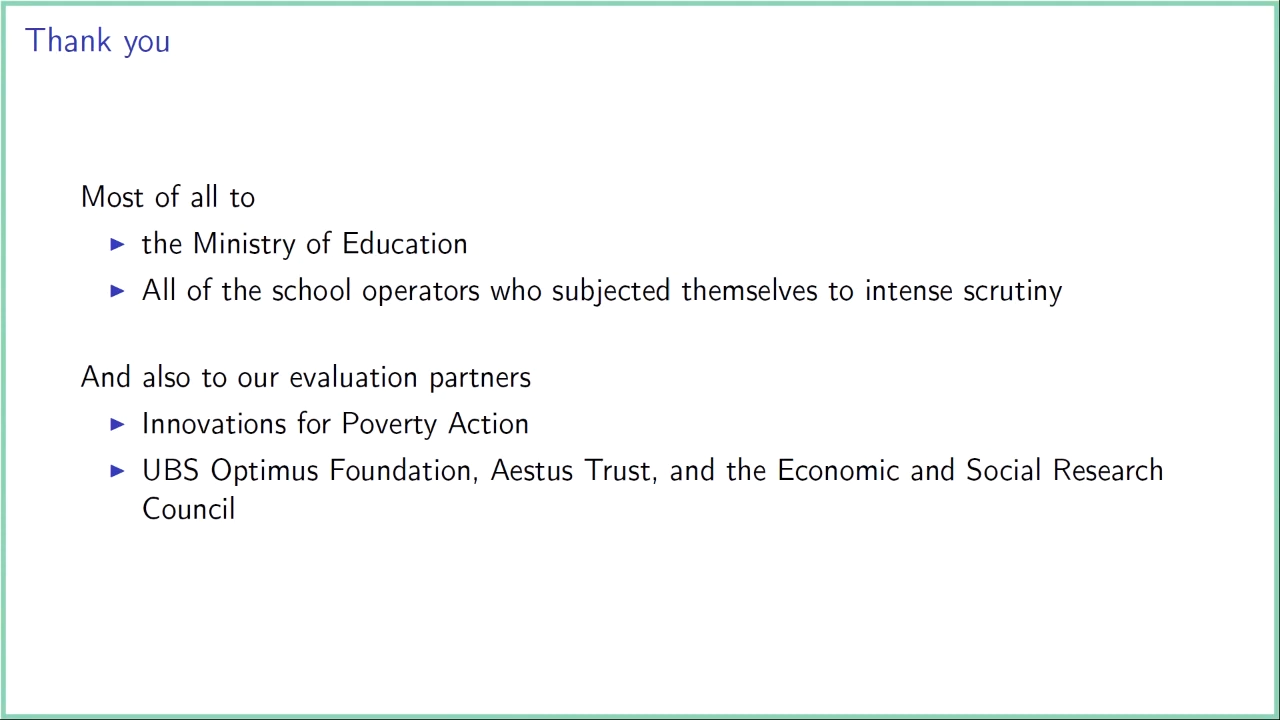 Thank you
Most of all to
▶ the Ministry of Education
▶ All of the school operators who subjected themselves to intense scrutiny
And also to our evaluation partners
▶ Innovations for Poverty Action
▶ UBS Optimus Foundation, Aestus Trust, and the Economic and Social Research
Council